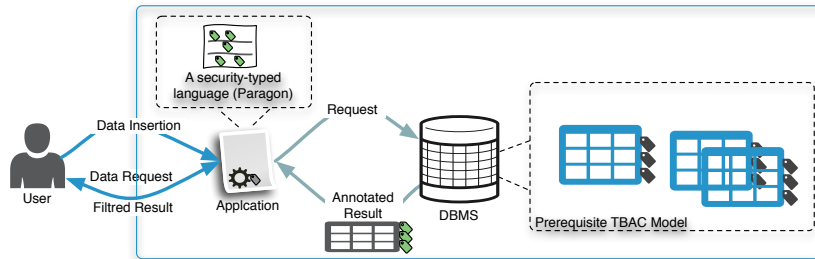 A security-typed
language (Paragon)
Data Insertion
Request
Data Request
Filtred Result
User
Applcation
Annotated
Result
DBMS
Prerequisite TBAC Model